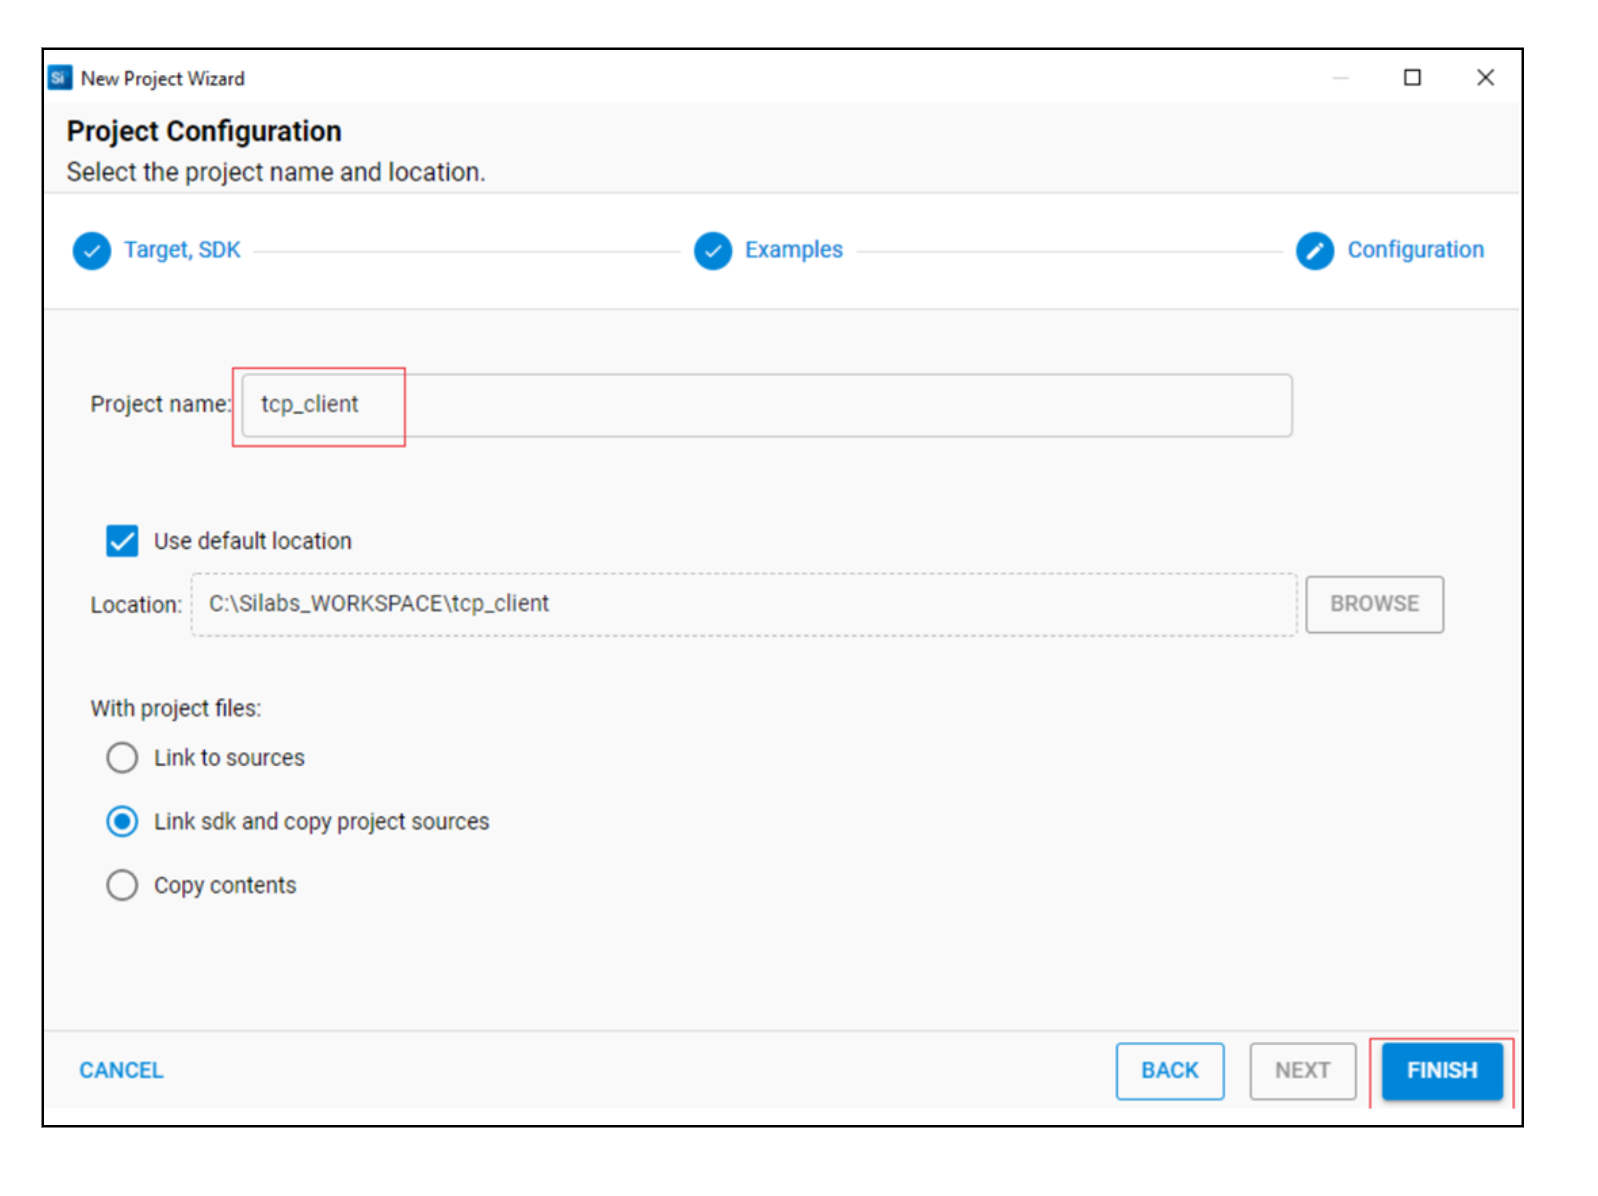 Si New Project Wizard
Project Configuration
Select the project name and location.
Target, SDK Examples Configuration
Project name: tcp_client
Use default location
Location: C:\Silabs_WORKSPACE\tcp_client BROWSE
With project files:
Link to sources
Link sdk and copy project sources
Copy contents
CANCEL BACK NEXT FINISH